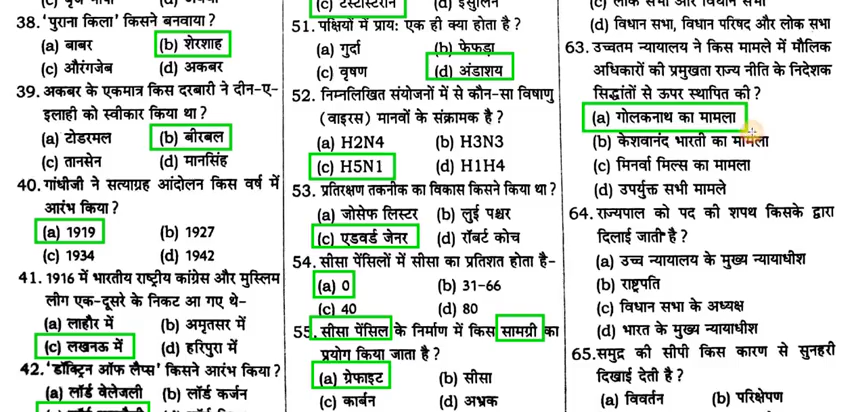 38.'पुराना किला' किसने बनवाया ?
(a) बाबर (b) शेरशाह
(c) औरंगजेब (d) अकबर
39. अकबर के एकमात्र किस दरबारी ने दीन-ए-
इलाही को स्वीकार किया था ?
(a) टोडरमल (b) बीरबल
(c) तानसेन (d) मानसिंह
40. गांधीजी ने सत्याग्रह आंदोलन किस वर्ष में
आरंभ किया ?
(a) 1919 (b) 1927
(c) 1934 (d) 1942
41. 1916 में भारतीय राष्ट्रीय कांग्रेस और मुस्लिम
लीग एक-दूसरे के निकट आ गए थे-
(a) लाहौर में (b) अमृतसर में
(c) लखनऊ में (d) हरिपुरा में
42.'डॉक्ट्रिन ऑफ लैप्स' किसने आरंभ किया ?
(a) लॉर्ड वेलेजली (b) लॉर्ड कर्जन
(c) टेस्टास्टेरॉन (d) इंसुलिन
51. पक्षियों में प्राय: एक ही क्या होता है ?
(a) गुर्दा (b) फेफड़ा
(c) वृषण (d) अंडाशय
52. निम्नलिखित संयोजनों में से कौन-सा विषाणु
(वाइरस) मानवों के संक्रामक है ?
(a) H2N4 (b) H3N3
(c) H5N1 (d) H1H4
53. प्रतिरक्षण तकनीक का विकास किसने किया था ?
(a) जोसेफ लिस्टर (b) लुई पश्चर
(c) एडवर्ड जेनर (d) रॉबर्ट कोच
54. सीसा पेंसिलों में सीसा का प्रतिशत होता है-
(a) 0 (b) 31-66
(c) 40 (d) 80
55. सीसा पेंसिल के निर्माण में किस सामग्री का
प्रयोग किया जाता है ?
(a) ग्रेफाइट (b) सीसा
(c) कार्बन (d) अभ्रक
(d) विधान सभा, विधान परिषद और लोक सभा
63. उच्चतम न्यायालय ने किस मामले में मौलिक
अधिकारों की प्रमुखता राज्य नीति के निदेशक
सिद्धांतों से ऊपर स्थापित की ?
(a) गोलकनाथ का मामला
(b) केशवानंद भारती का मामला
(c) मिनर्वा मिल्स का मामला
(d) उपर्युक्त सभी मामले
64. राज्यपाल को पद की शपथ किसके द्वारा
दिलाई जाती है ?
(a) उच्च न्यायालय के मुख्य न्यायाधीश
(b) राष्ट्रपति
(c) विधान सभा के अध्यक्ष
(d) भारत के मुख्य न्यायाधीश
65. समुद्र की सीपी किस कारण से सुनहरी
दिखाई देती है ?
(a) विवर्तन (b) परिक्षेपण